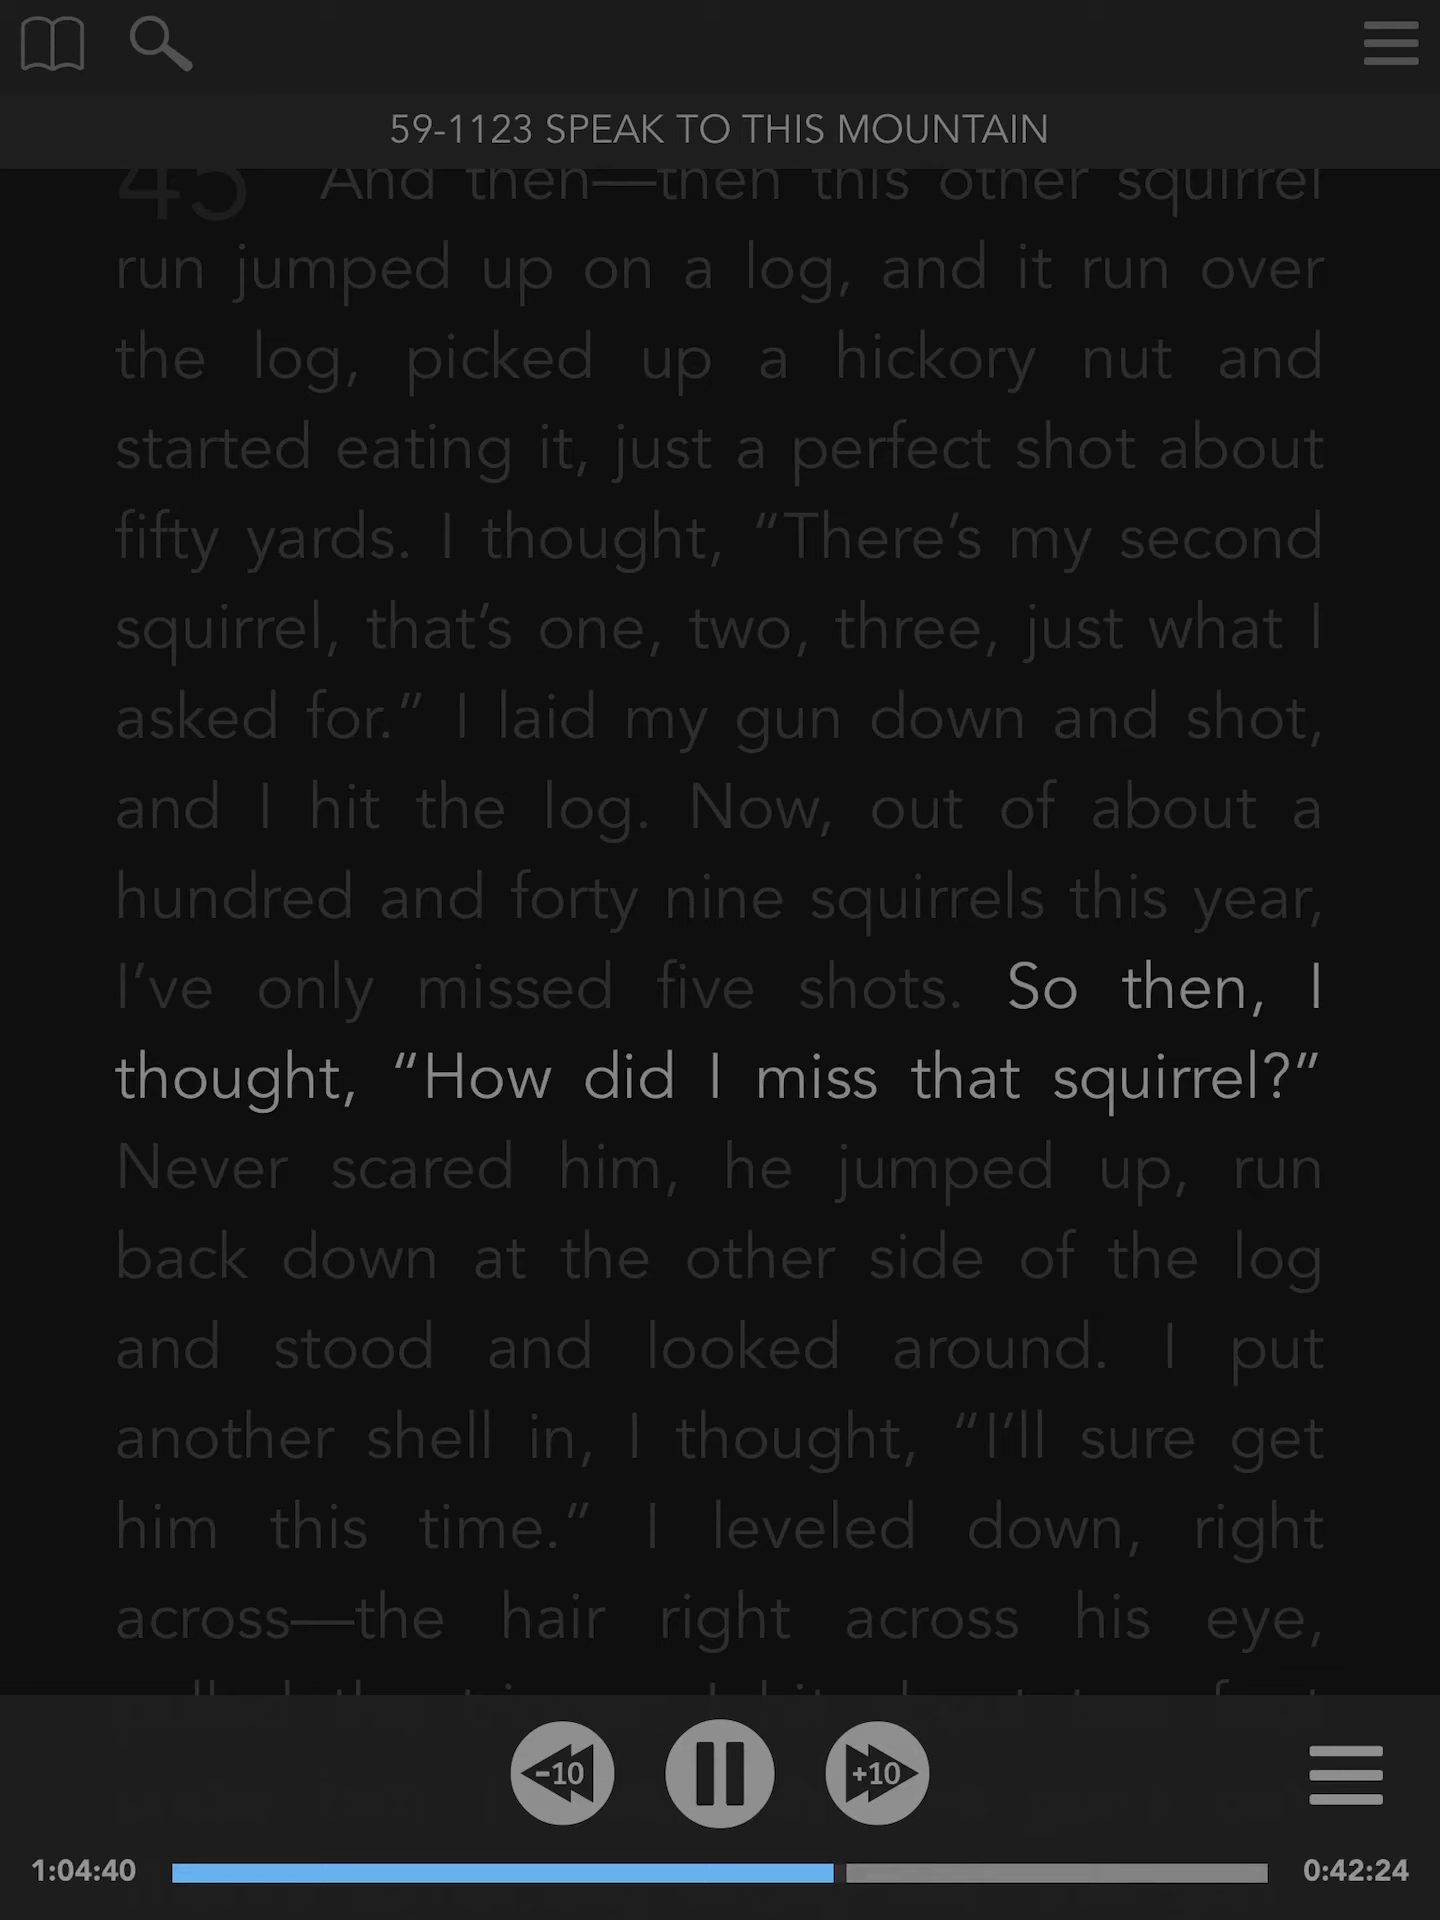 59-1123 SPEAK TO THIS MOUNTAIN
45 And then—then this other squirrel
run jumped up on a log, and it run over
the log, picked up a hickory nut and
started eating it, just a perfect shot about
fifty yards. I thought, “There’s my second
squirrel, that’s one, two, three, just what I
asked for.” I laid my gun down and shot,
and I hit the log. Now, out of about a
hundred and forty nine squirrels this year,
I’ve only missed five shots. So then, I
thought, “How did I miss that squirrel?”
Never scared him, he jumped up, run
back down at the other side of the log
and stood and looked around. I put
another shell in, I thought, “I’ll sure get
him this time.” I leveled down, right
across—the hair right across his eye,
-10
+10
1:04:40
0:42:24